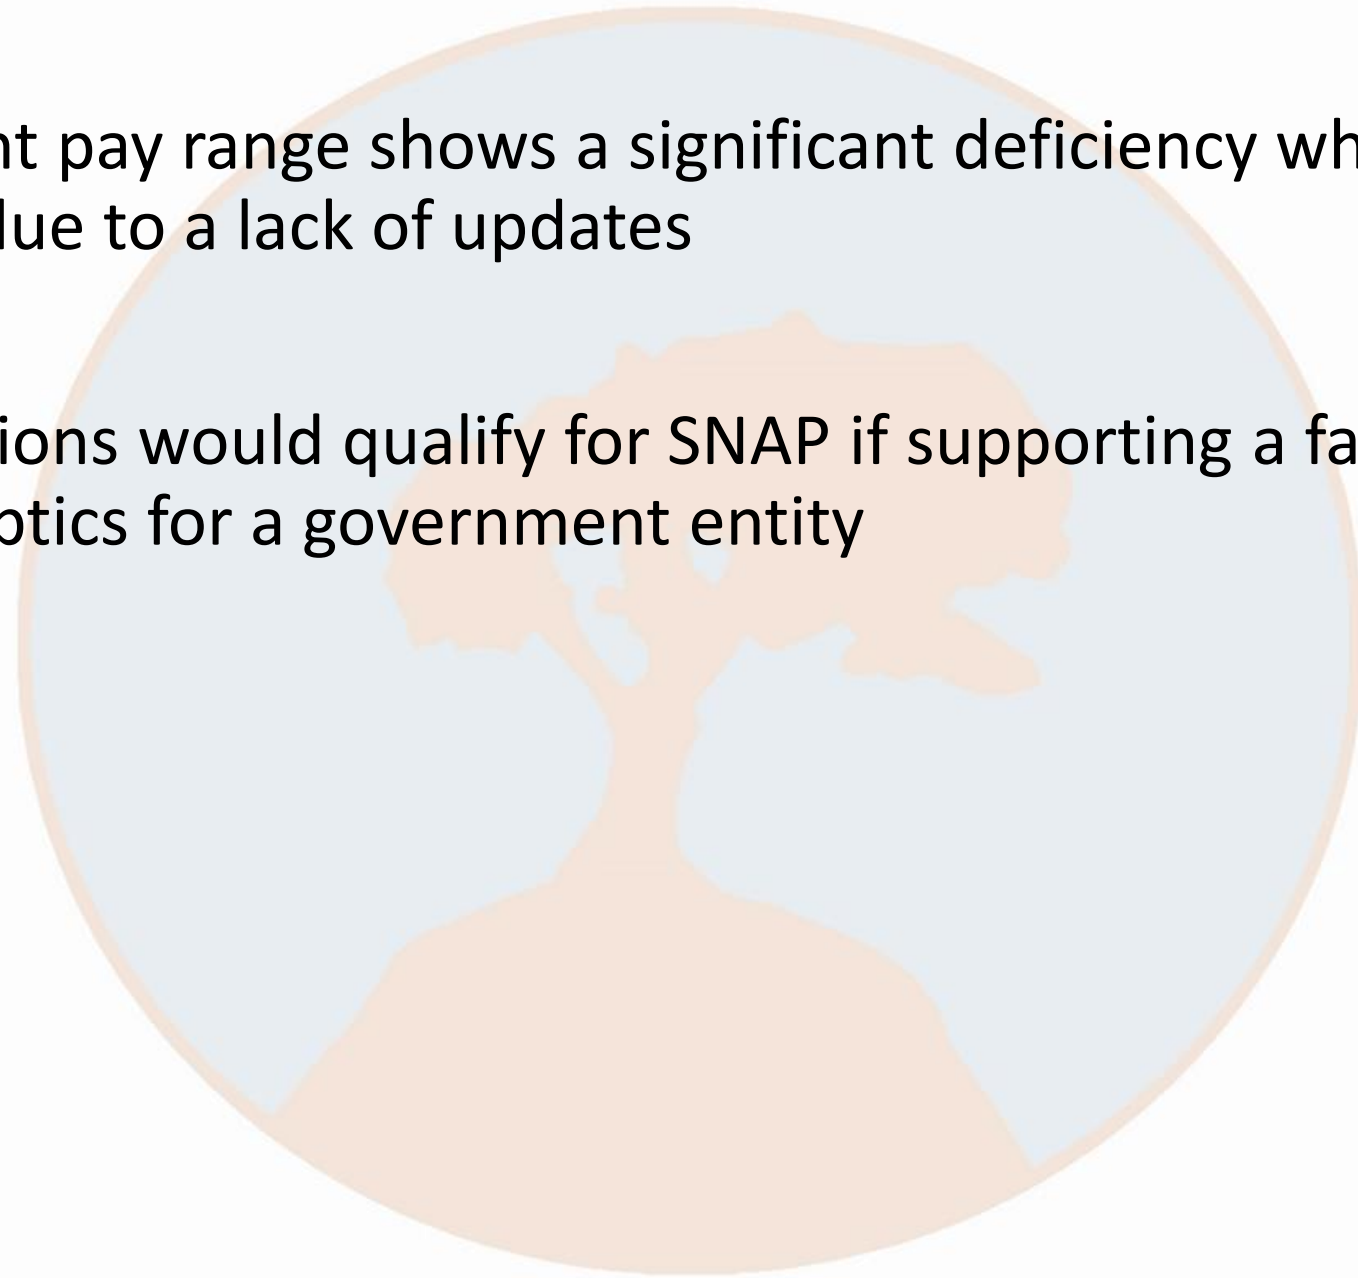 nt pay range shows a significant deficiency wh
lue to a lack of updates
ions would qualify for SNAP if supporting a fa
ptics for a government entity